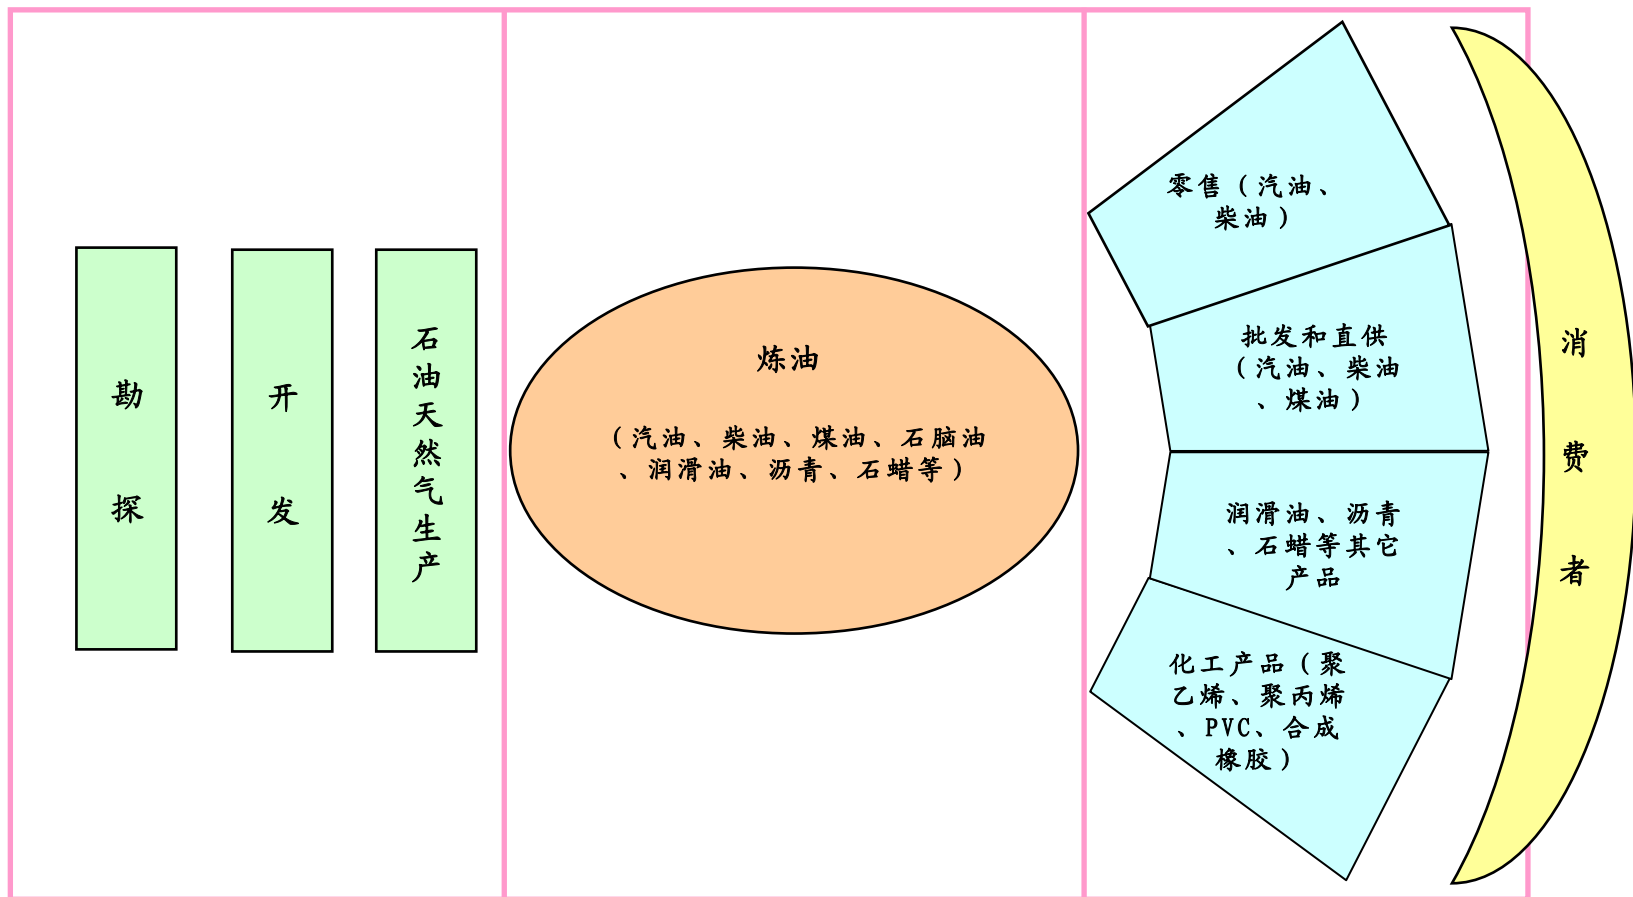 勘探
开发
石油天然气生产
炼油
（汽油、柴油、煤油、石脑油
、润滑油、沥青、石蜡等）
零售（汽油、
柴油）
批发和直供
（汽油、柴油
、煤油）
润滑油、沥青
、石蜡等其它
产品
化工产品（聚
乙烯、聚丙烯
、PVC、合成
橡胶）
消费者